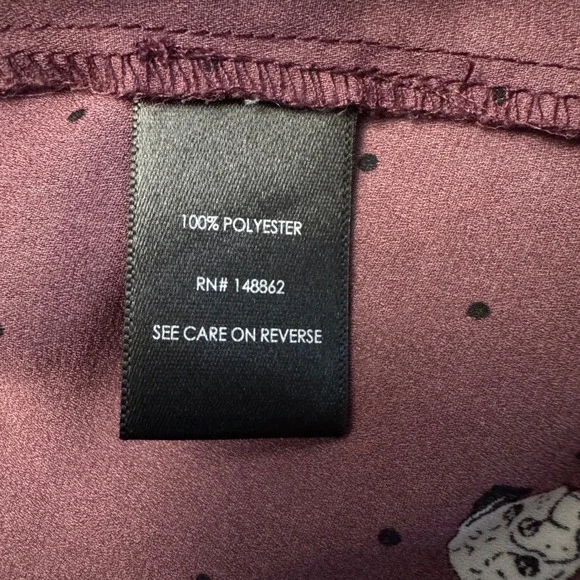 100% POLYESTER
RN# 148862
SEE CARE ON REVERSE